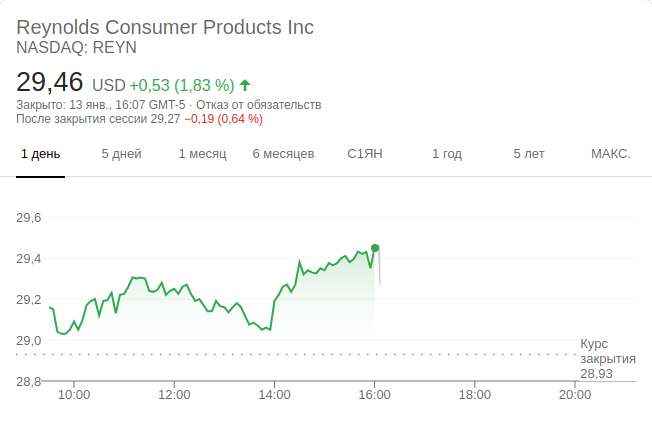 Reynolds Consumer Products Inc
NASDAQ: REYN
29,46 USD +0,53 (1,83 %)
Закрыто: 13 янв., 16:07 GMT-5 · Отказ от обязательств
После закрытия сессии 29,27 −0,19 (0,64 %)
1 день 5 дней 1 месяц 6 месяцев С1ЯН 1 год 5 лет МАКС.
29,6
29,4
29,2
29,0
28,8
Курс
закрытия
28,93
10:00 12:00 14:00 16:00 18:00 20:00